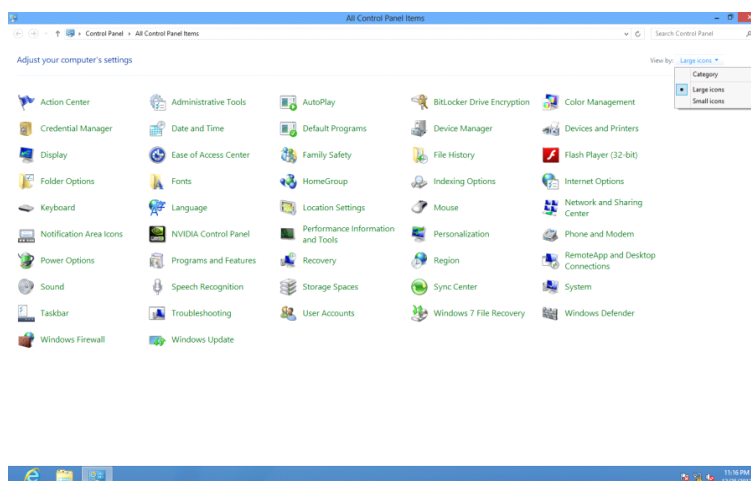 All Control Panel Items
Control Panel › All Control Panel Items
Search Control Panel
Adjust your computer's settings
View by: Large icons
Category
Large icons
Small icons
Action Center
Administrative Tools
AutoPlay
BitLocker Drive Encryption
Color Management
Credential Manager
Date and Time
Default Programs
Device Manager
Devices and Printers
Display
Ease of Access Center
Family Safety
File History
Flash Player (32-bit)
Folder Options
Fonts
HomeGroup
Indexing Options
Internet Options
Keyboard
Language
Location Settings
Mouse
Network and Sharing
Center
Notification Area Icons
NVIDIA Control Panel
Performance Information
and Tools
Personalization
Phone and Modem
Power Options
Programs and Features
Recovery
Region
RemoteApp and Desktop
Connections
Sound
Speech Recognition
Storage Spaces
Sync Center
System
Taskbar
Troubleshooting
User Accounts
Windows 7 File Recovery
Windows Defender
Windows Firewall
Windows Update
11:16 PM